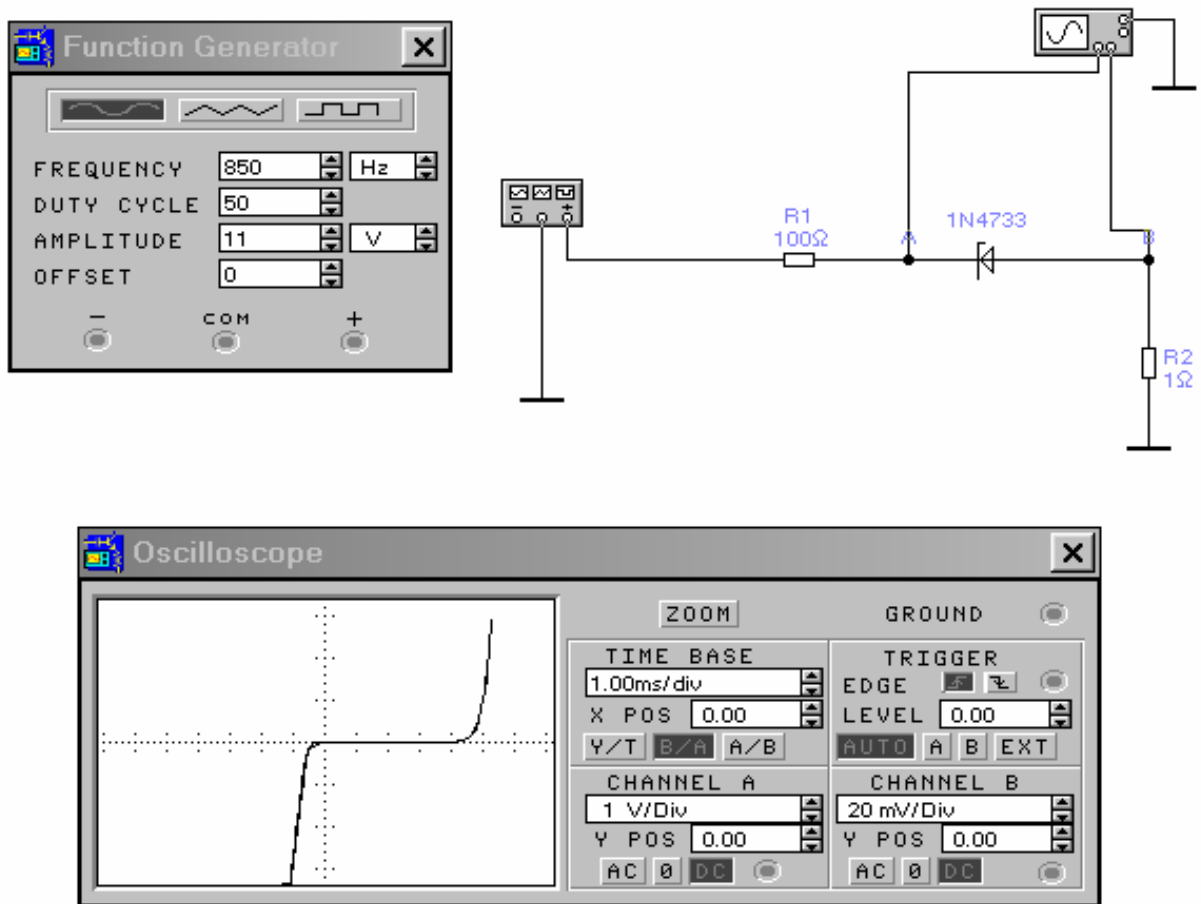 Function Generator
FREQUENCY 850 Hz
DUTY CYCLE 50
AMPLITUDE 11 V
OFFSET 0
- COM +
- +
R1
100Ω
A
1N4733
B
R2
1Ω
Oscilloscope
ZOOM GROUND
TIME BASE
1.00ms/div
X POS 0.00
Y/T B/A A/B
TRIGGER
EDGE
LEVEL 0.00
AUTO A B EXT
CHANNEL A
1 V/Div
Y POS 0.00
AC 0 DC
CHANNEL B
20 mV/Div
Y POS 0.00
AC 0 DC